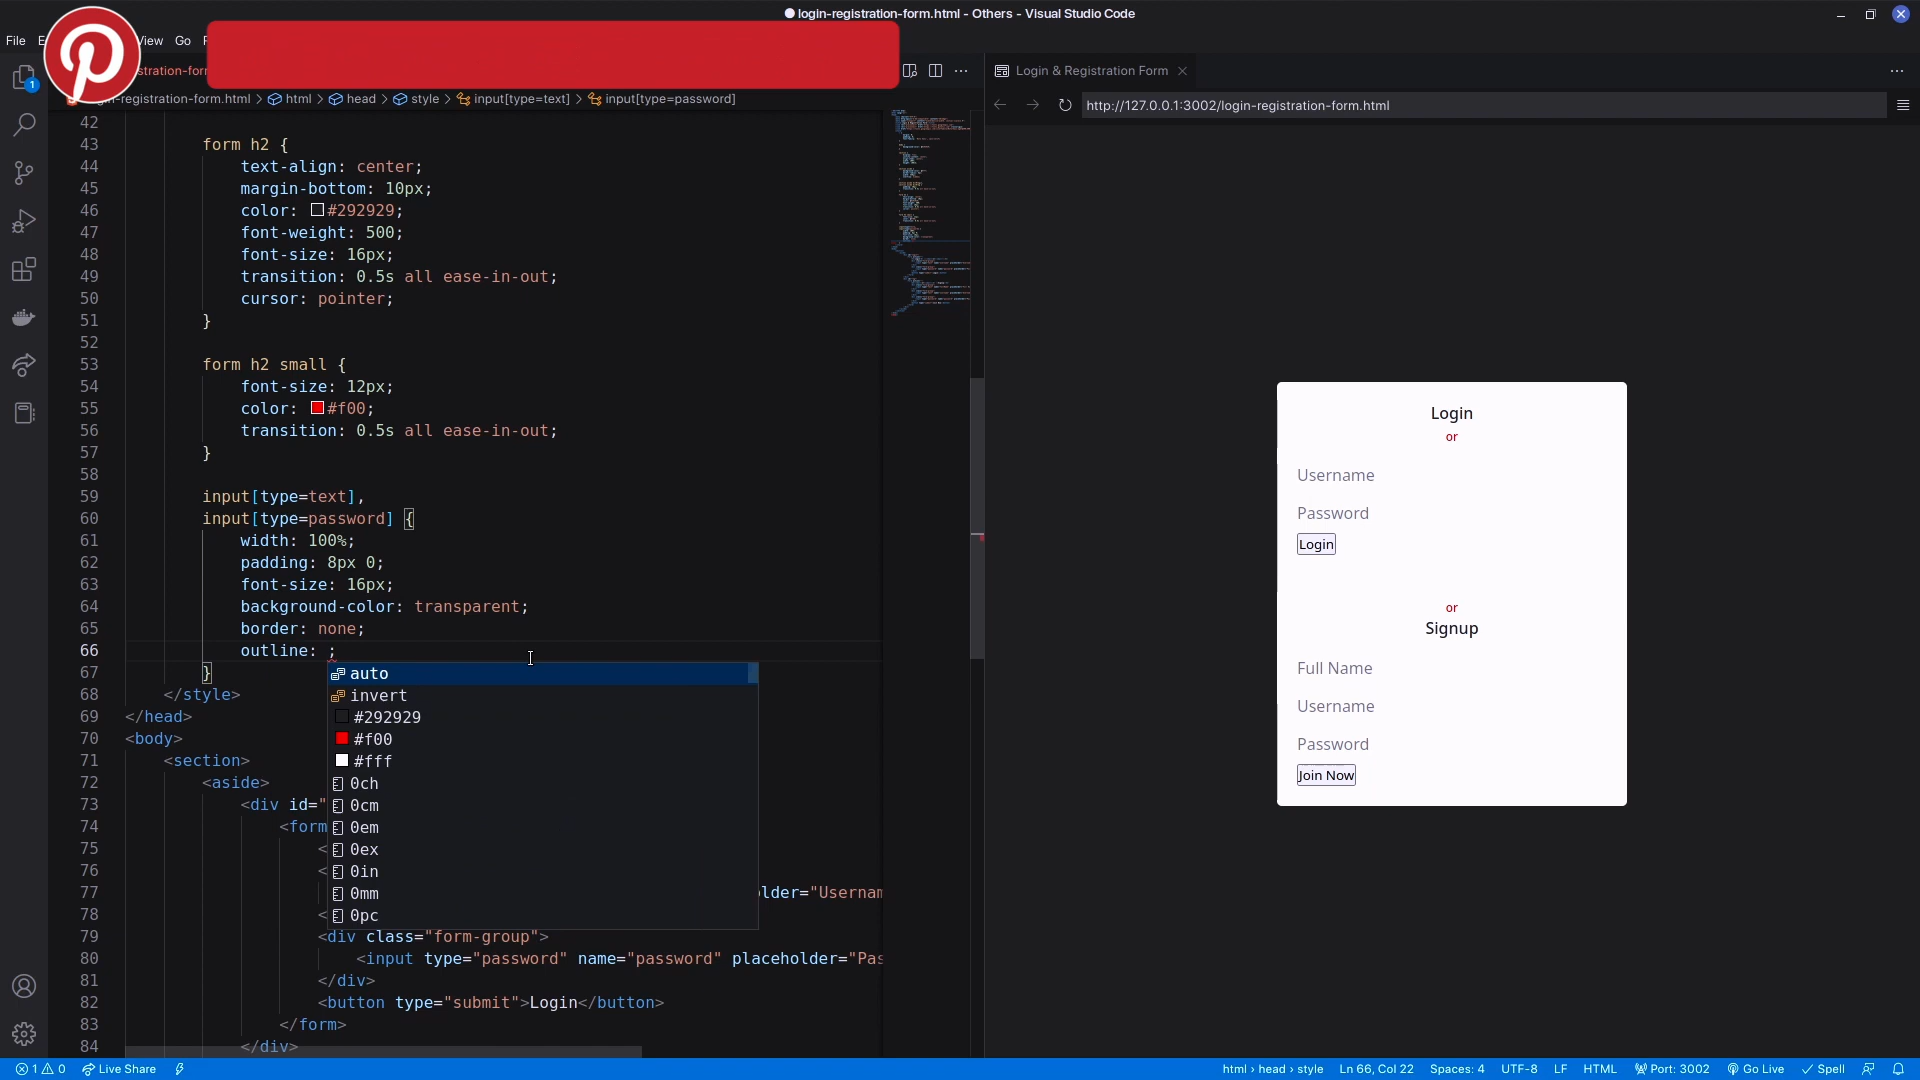 login-registration-form.html - Others - Visual Studio Code
File
View Go
stration-for
registration-form.html > html > head > style > input[type=text] > input[type=password]
42
43 form h2 {
44 text-align: center;
45 margin-bottom: 10px;
46 color: #292929;
47 font-weight: 500;
48 font-size: 16px;
49 transition: 0.5s all ease-in-out;
50 cursor: pointer;
51 }
52
53 form h2 small {
54 font-size: 12px;
55 color: #f00;
56 transition: 0.5s all ease-in-out;
57 }
58
59 input[type=text],
60 input[type=password] {
61 width: 100%;
62 padding: 8px 0;
63 font-size: 16px;
64 background-color: transparent;
65 border: none;
66 outline: ;
67 }
68 </style>
69 </head>
70 <body>
71 <section>
72 <aside>
73 <div id="
74 <form
75 <
76 <
77 lder="Usernam
78 <
79 <div class="form-group">
80 <input type="password" name="password" placeholder="Pas
81 </div>
82 <button type="submit">Login</button>
83 </form>
84 </div>
auto
invert
#292929
#f00
#fff
0ch
0cm
0em
0ex
0in
0mm
0pc
Login & Registration Form
http://127.0.0.1:3002/login-registration-form.html
Login
or
Username
Password
Login
or
Signup
Full Name
Username
Password
Join Now
1
1 0 Live Share
html > head > style Ln 66, Col 22 Spaces: 4 UTF-8 LF HTML Port: 3002 Go Live Spell